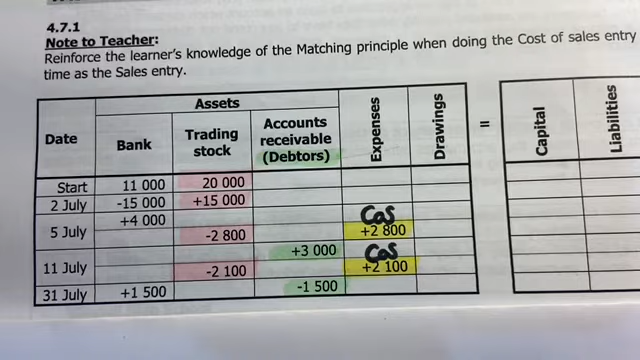 4.7.1
Note to Teacher:
Reinforce the learner's knowledge of the Matching principle when doing the Cost of sales entry
time as the Sales entry.
Assets
Date Bank Trading stock Accounts receivable (Debtors) Expenses Drawings = Capital Liabilities
Start 11 000 20 000
2 July -15 000 +15 000
+4 000
5 July -2 800 COS +2 800
+3 000
11 July -2 100 COS +2 100
31 July +1 500 -1 500